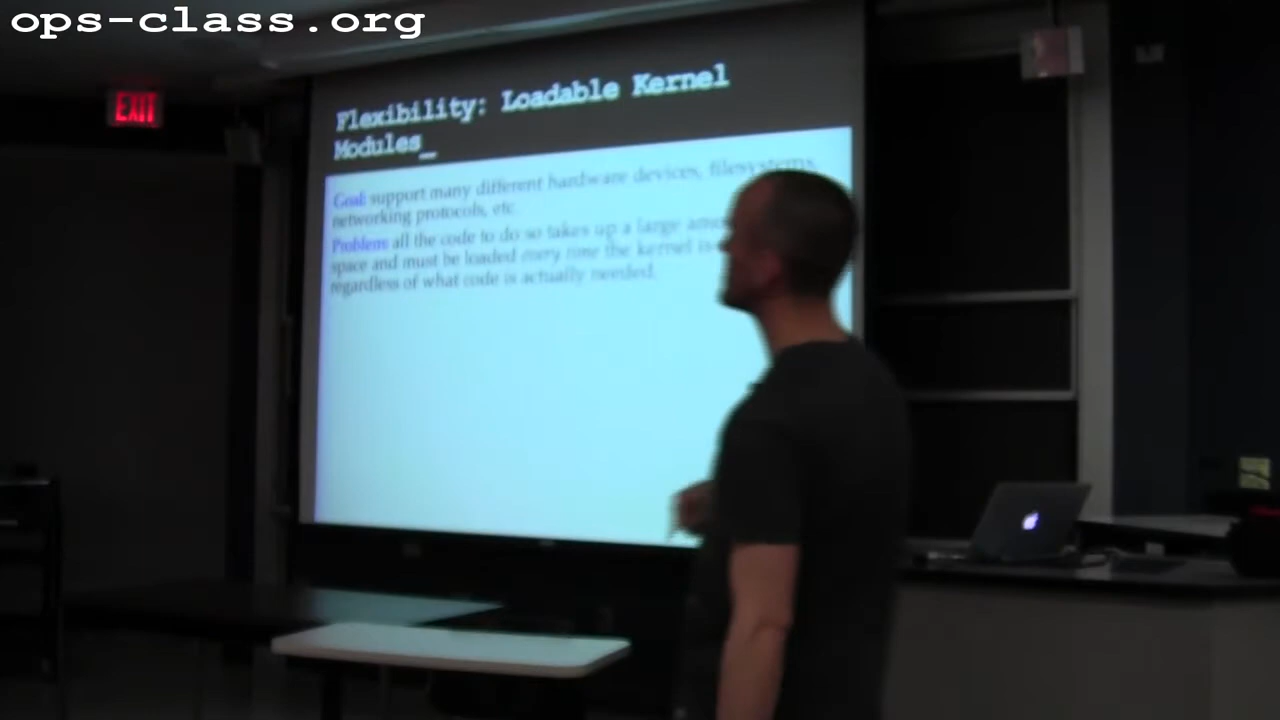 ops-class.org
EXIT
Flexibility: Loadable Kernel
Modules_
Goal: support many different hardware devices, filesystems,
networking protocols, etc.
Problem all the code to do so takes up a large
space and must be loaded every time the kernel is
regardless of what code is actually needed.